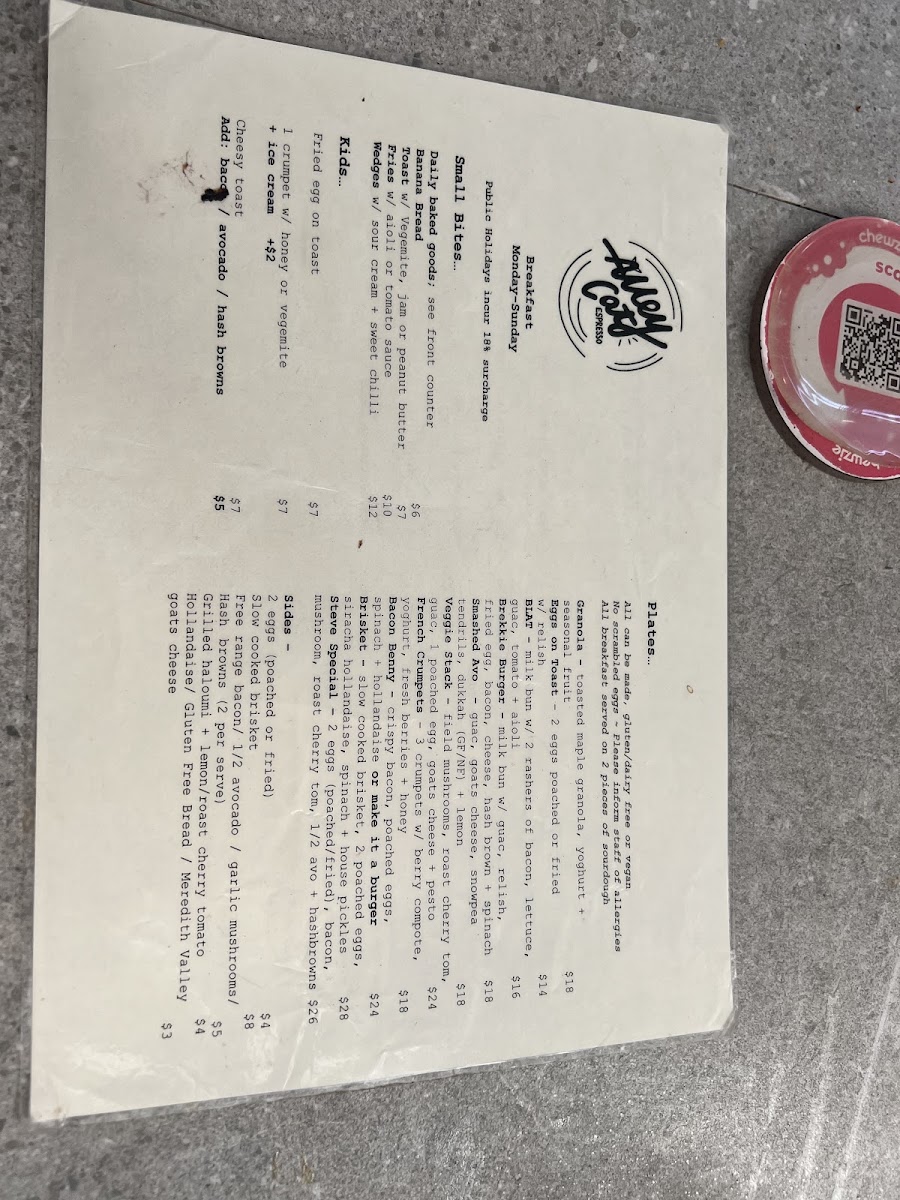 Alley
Cats
ESPRESSO
Breakfast
Monday-Sunday
Public Holidays incur 18% surcharge
Small Bites…
Daily baked goods; see front counter
Banana Bread $6
Toast w/ Vegemite, jam or peanut butter $7
Fries w/ aioli or tomato sauce $10
Wedges w/ sour cream + sweet chilli $12
Kids…
Fried egg on toast $7
1 crumpet w/ honey or vegemite $7
+ ice cream +$2
Cheesy toast $7
Add: bacon / avocado / hash browns $5
Plates…
All can be made, gluten/dairy free or vegan
No scrambled eggs ~ Please inform staff of allergies
All breakfast served on 2 pieces of sourdough
Granola – toasted maple granola, yoghurt +
seasonal fruit $18
Eggs on Toast – 2 eggs poached or fried
w/ relish $14
BLAT – milk bun w/ 2 rashers of bacon, lettuce,
guac, tomato + aioli $16
Brekkie Burger – milk bun w/ guac, relish,
fried egg, bacon, cheese, hash brown + spinach $18
Smashed Avo – guac, goats cheese, snowpea
tendrils, dukkah (GF/NF) + lemon $18
Veggie Stack – field mushrooms, roast cherry tom,
guac, 1 poached egg, goats cheese + pesto $24
French Crumpets – 3 crumpets w/ berry compote,
yoghurt, fresh berries + honey $18
Bacon Benny – crispy bacon, poached eggs,
spinach + hollandaise or make it a burger $24
Brisket – slow cooked brisket, 2 poached eggs,
siracha hollandaise, spinach + house pickles $28
Steve Special – 2 eggs (poached/fried), bacon,
mushroom, roast cherry tom, 1/2 avo + hashbrowns $26
Sides –
2 eggs (poached or fried) $4
Slow cooked brisket $8
Free range bacon/ 1/2 avocado / garlic mushrooms/
Hash browns (2 per serve) $5
Grilled haloumi + lemon/roast cherry tomato $4
Hollandaise/ Gluten Free Bread / Meredith Valley
goats cheese $3